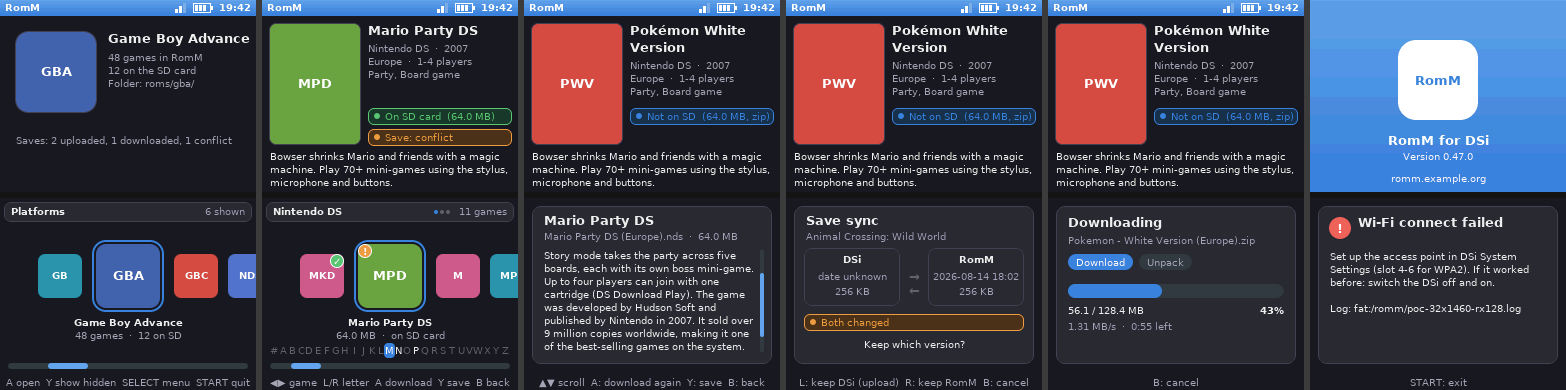 RomM 19:42
GBA
Game Boy Advance
48 games in RomM
12 on the SD card
Folder: roms/gba/
Saves: 2 uploaded, 1 downloaded, 1 conflict
Platforms 6 shown
GB
GBA
GBC
ND
Game Boy Advance
48 games · 12 on SD
A open Y show hidden SELECT menu START quit
RomM 19:42
MPD
Mario Party DS
Nintendo DS · 2007
Europe · 1-4 players
Party, Board game
On SD card (64.0 MB)
Save: conflict
Bowser shrinks Mario and friends with a magic
machine. Play 70+ mini-games using the stylus,
microphone and buttons.
Nintendo DS 11 games
MKD
MPD
M
MP
Mario Party DS
64.0 MB · on SD card
#ABCDEFGHIJKLMNOPQRSTUVWXYZ
◀▶ game L/R letter A download Y save B back
RomM 19:42
PWV
Pokémon White
Version
Nintendo DS · 2007
Europe · 1-4 players
Party, Board game
Not on SD (64.0 MB, zip)
Bowser shrinks Mario and friends with a magic
machine. Play 70+ mini-games using the stylus,
microphone and buttons.
Mario Party DS
Mario Party DS (Europe).nds · 64.0 MB
Story mode takes the party across five
boards, each with its own boss mini-game.
Up to four players can join with one
cartridge (DS Download Play). The game
was developed by Hudson Soft and
published by Nintendo in 2007. It sold over
9 million copies worldwide, making it one
of the best-selling games on the system.
▲▼ scroll A: download again Y: save B: back
RomM 19:42
PWV
Pokémon White
Version
Nintendo DS · 2007
Europe · 1-4 players
Party, Board game
Not on SD (64.0 MB, zip)
Bowser shrinks Mario and friends with a magic
machine. Play 70+ mini-games using the stylus,
microphone and buttons.
Save sync
Animal Crossing: Wild World
DSi
date unknown
256 KB
→
←
RomM
2026-08-14 18:02
256 KB
Both changed
Keep which version?
L: keep DSi (upload) R: keep RomM B: cancel
RomM 19:42
PWV
Pokémon White
Version
Nintendo DS · 2007
Europe · 1-4 players
Party, Board game
Not on SD (64.0 MB, zip)
Bowser shrinks Mario and friends with a magic
machine. Play 70+ mini-games using the stylus,
microphone and buttons.
Downloading
Pokemon - White Version (Europe).zip
Download Unpack
56.1 / 128.4 MB 43%
1.31 MB/s · 0:55 left
B: cancel
RomM
RomM for DSi
Version 0.47.0
romm.example.org
! Wi-Fi connect failed
Set up the access point in DSi System
Settings (slot 4-6 for WPA2). If it worked
before: switch the DSi off and on.
Log: fat:/romm/poc-32x1460-rx128.log
START: exit